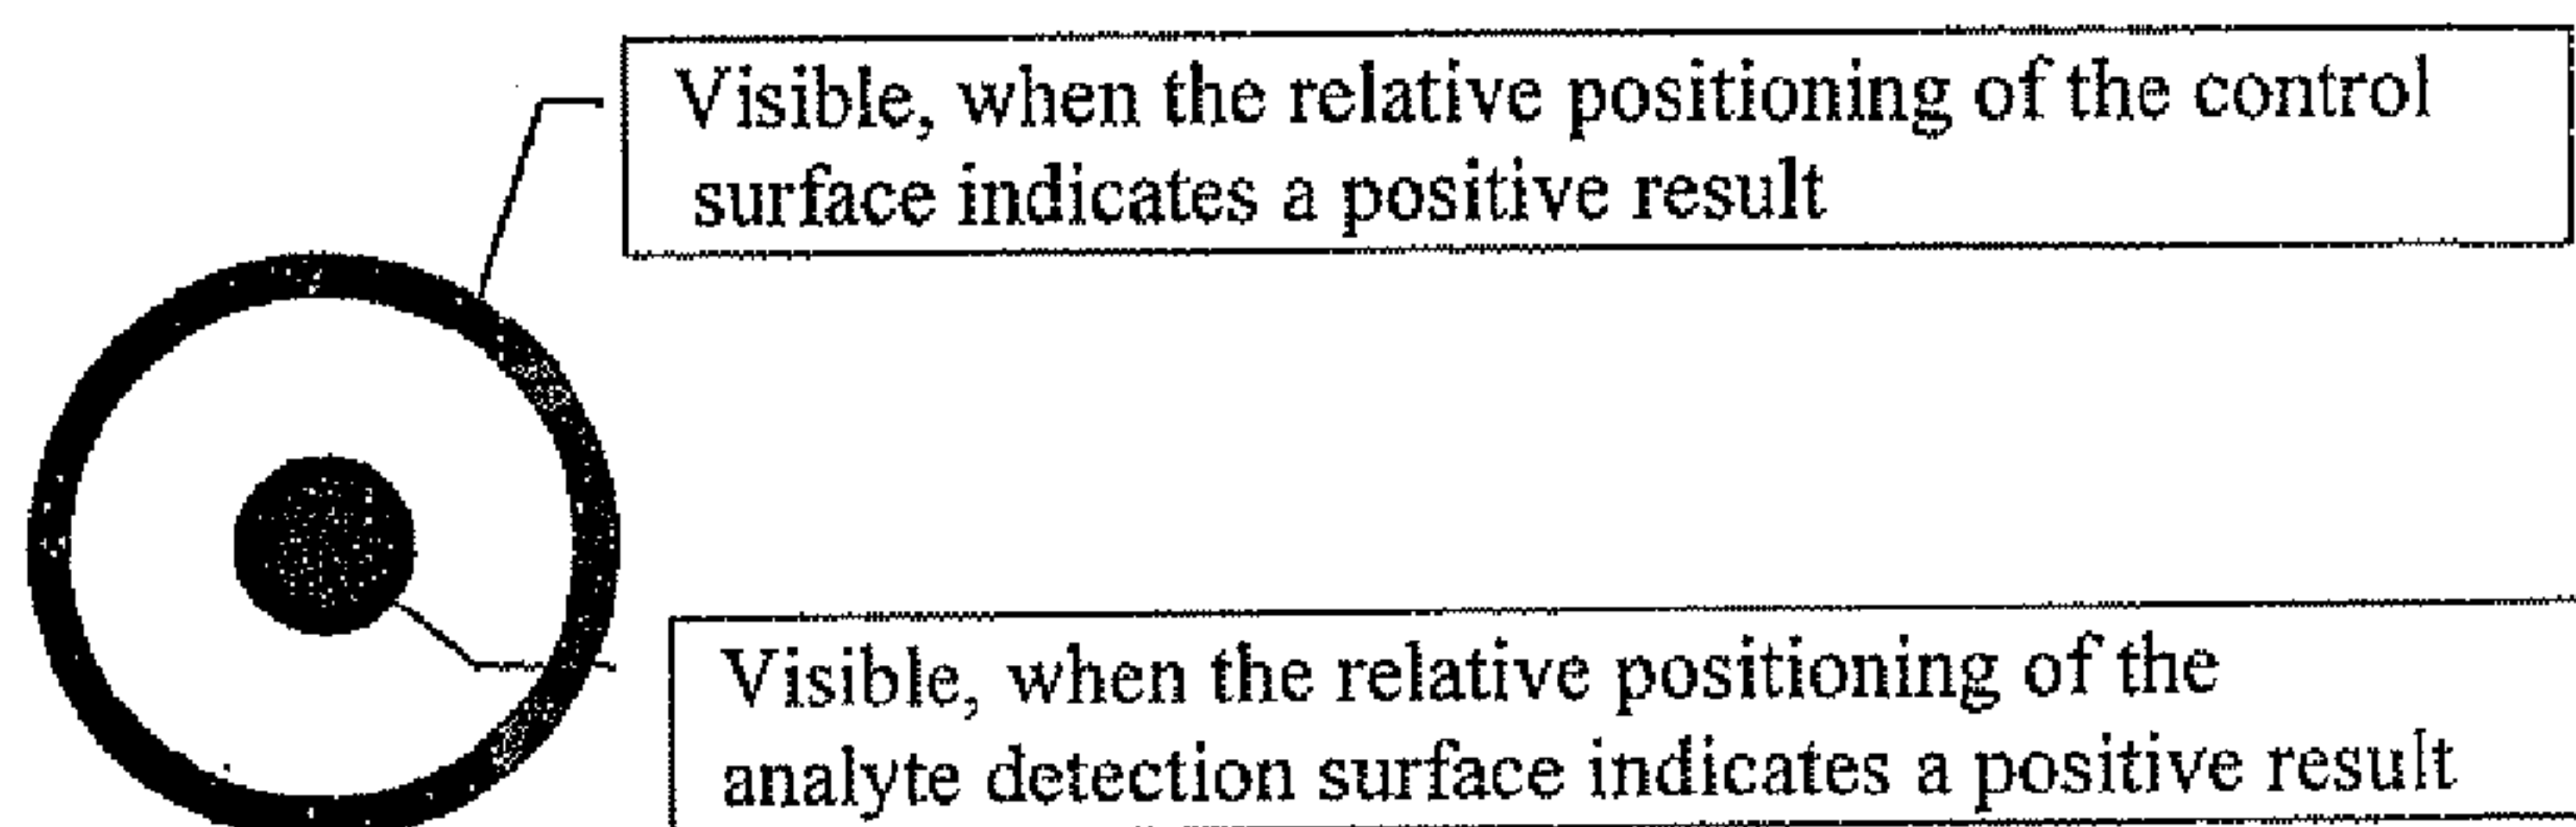 Visible, when the relative positioning of the control
surface indicates a positive result
Visible, when the relative positioning of the
analyte detection surface indicates a positive result